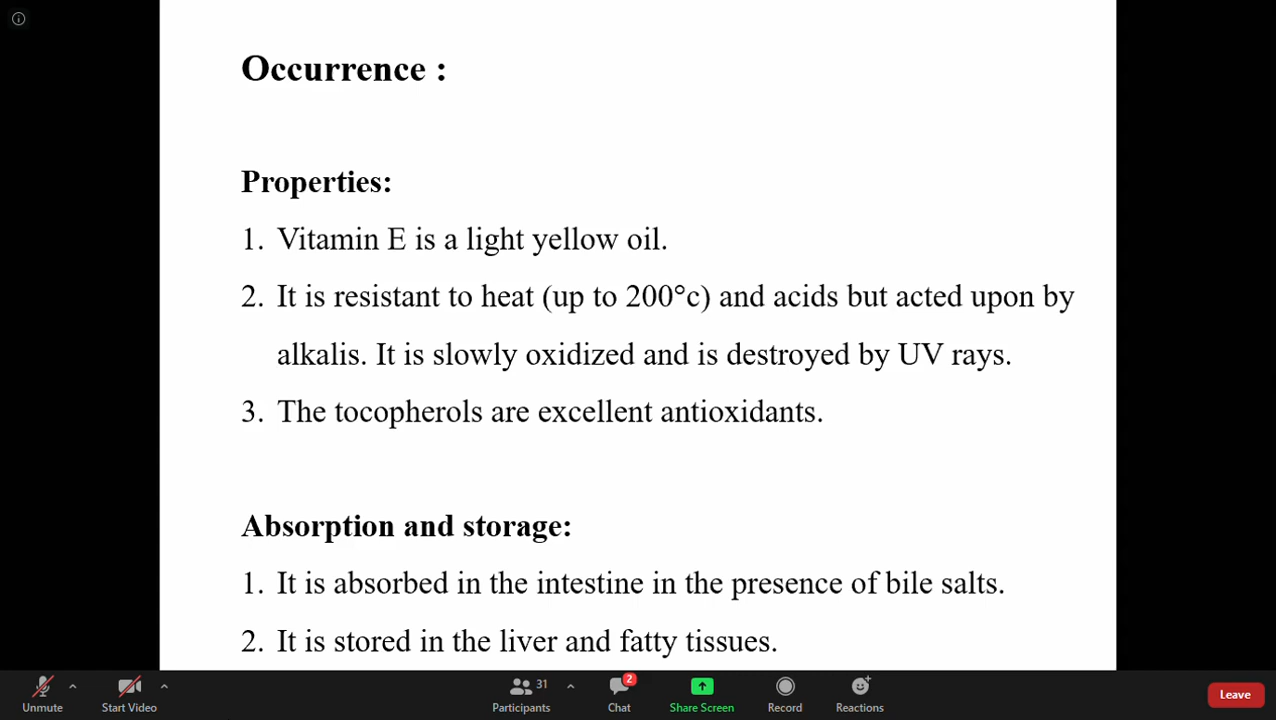 Occurrence :
Properties:
1. Vitamin E is a light yellow oil.
2. It is resistant to heat (up to 200°c) and acids but acted upon by
alkalis. It is slowly oxidized and is destroyed by UV rays.
3. The tocopherols are excellent antioxidants.
Absorption and storage:
1. It is absorbed in the intestine in the presence of bile salts.
2. It is stored in the liver and fatty tissues.
31
2
Unmute
Start Video
Participants
Chat
Share Screen
Record
Reactions
Leave